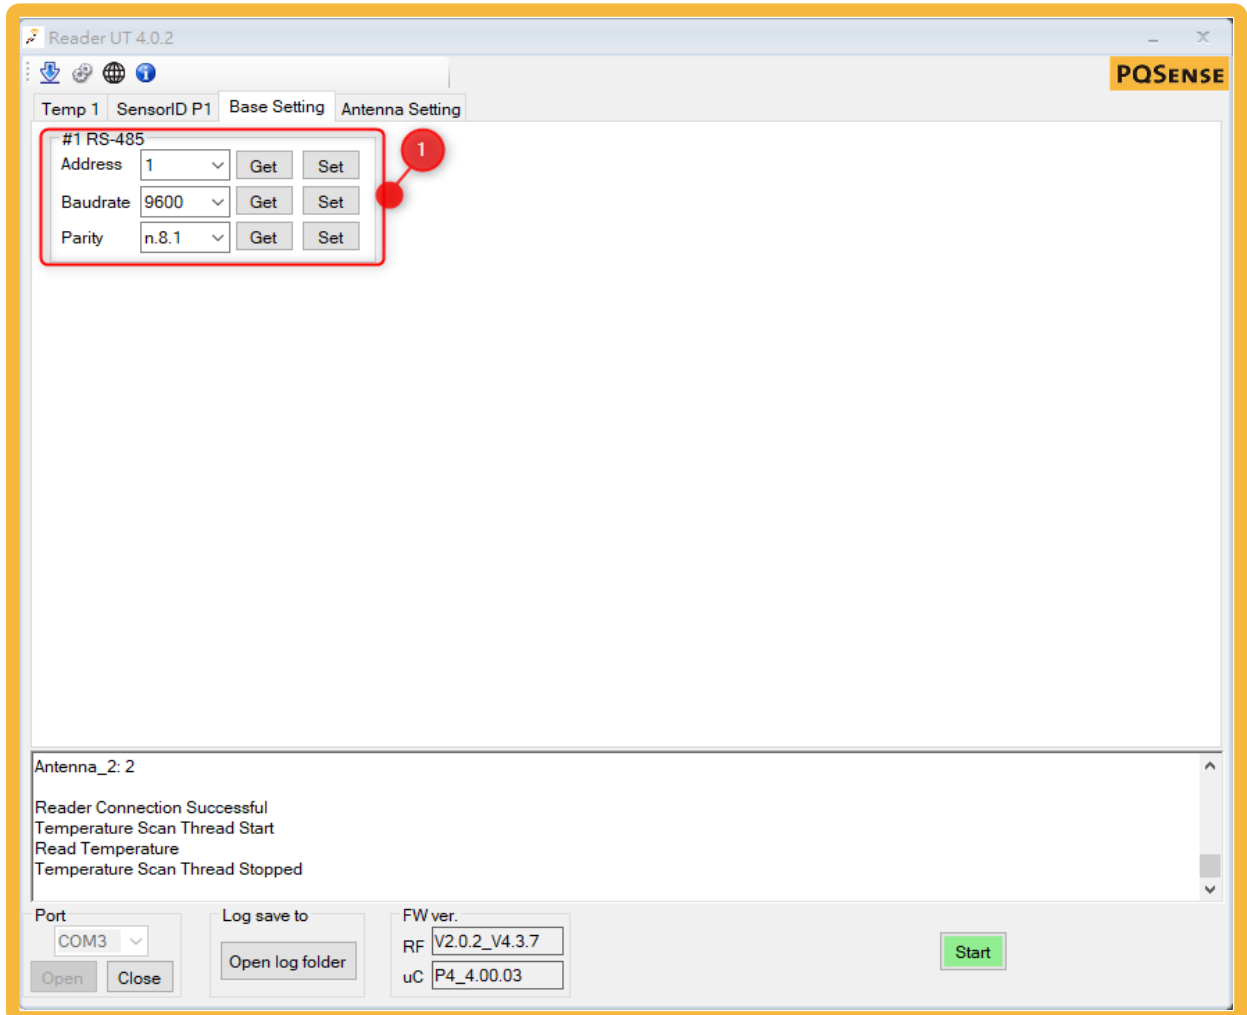 Reader UT 4.0.2
PQSENSE
Temp 1 SensorID P1 Base Setting Antenna Setting
#1 RS-485
1
Address 1 Get Set
Baudrate 9600 Get Set
Parity n.8.1 Get Set
Antenna_2: 2
Reader Connection Successful
Temperature Scan Thread Start
Read Temperature
Temperature Scan Thread Stopped
Port Log save to FW ver.
COM3 RF V2.0.2_V4.3.7
Open Close Open log folder uC P4_4.00.03
Start